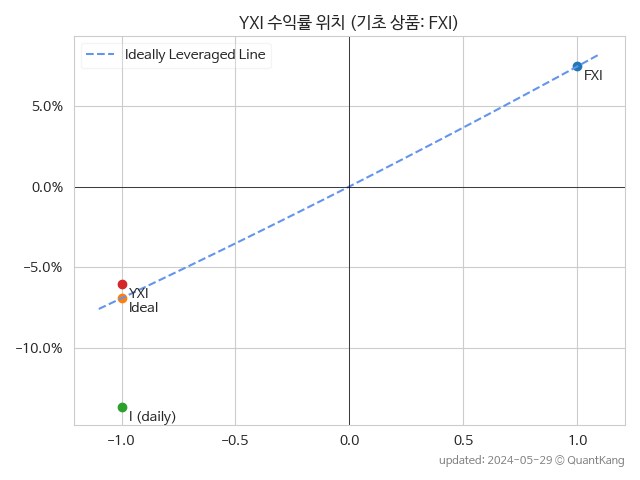 YXI 수익률 위치 (기초 상품: FXI)
Ideally Leveraged Line
FXI
5.0%
0.0%
−5.0%
YXI
Ideal
−10.0%
I (daily)
−1.0 −0.5 0.0 0.5 1.0
updated: 2024-05-29 © QuantKang